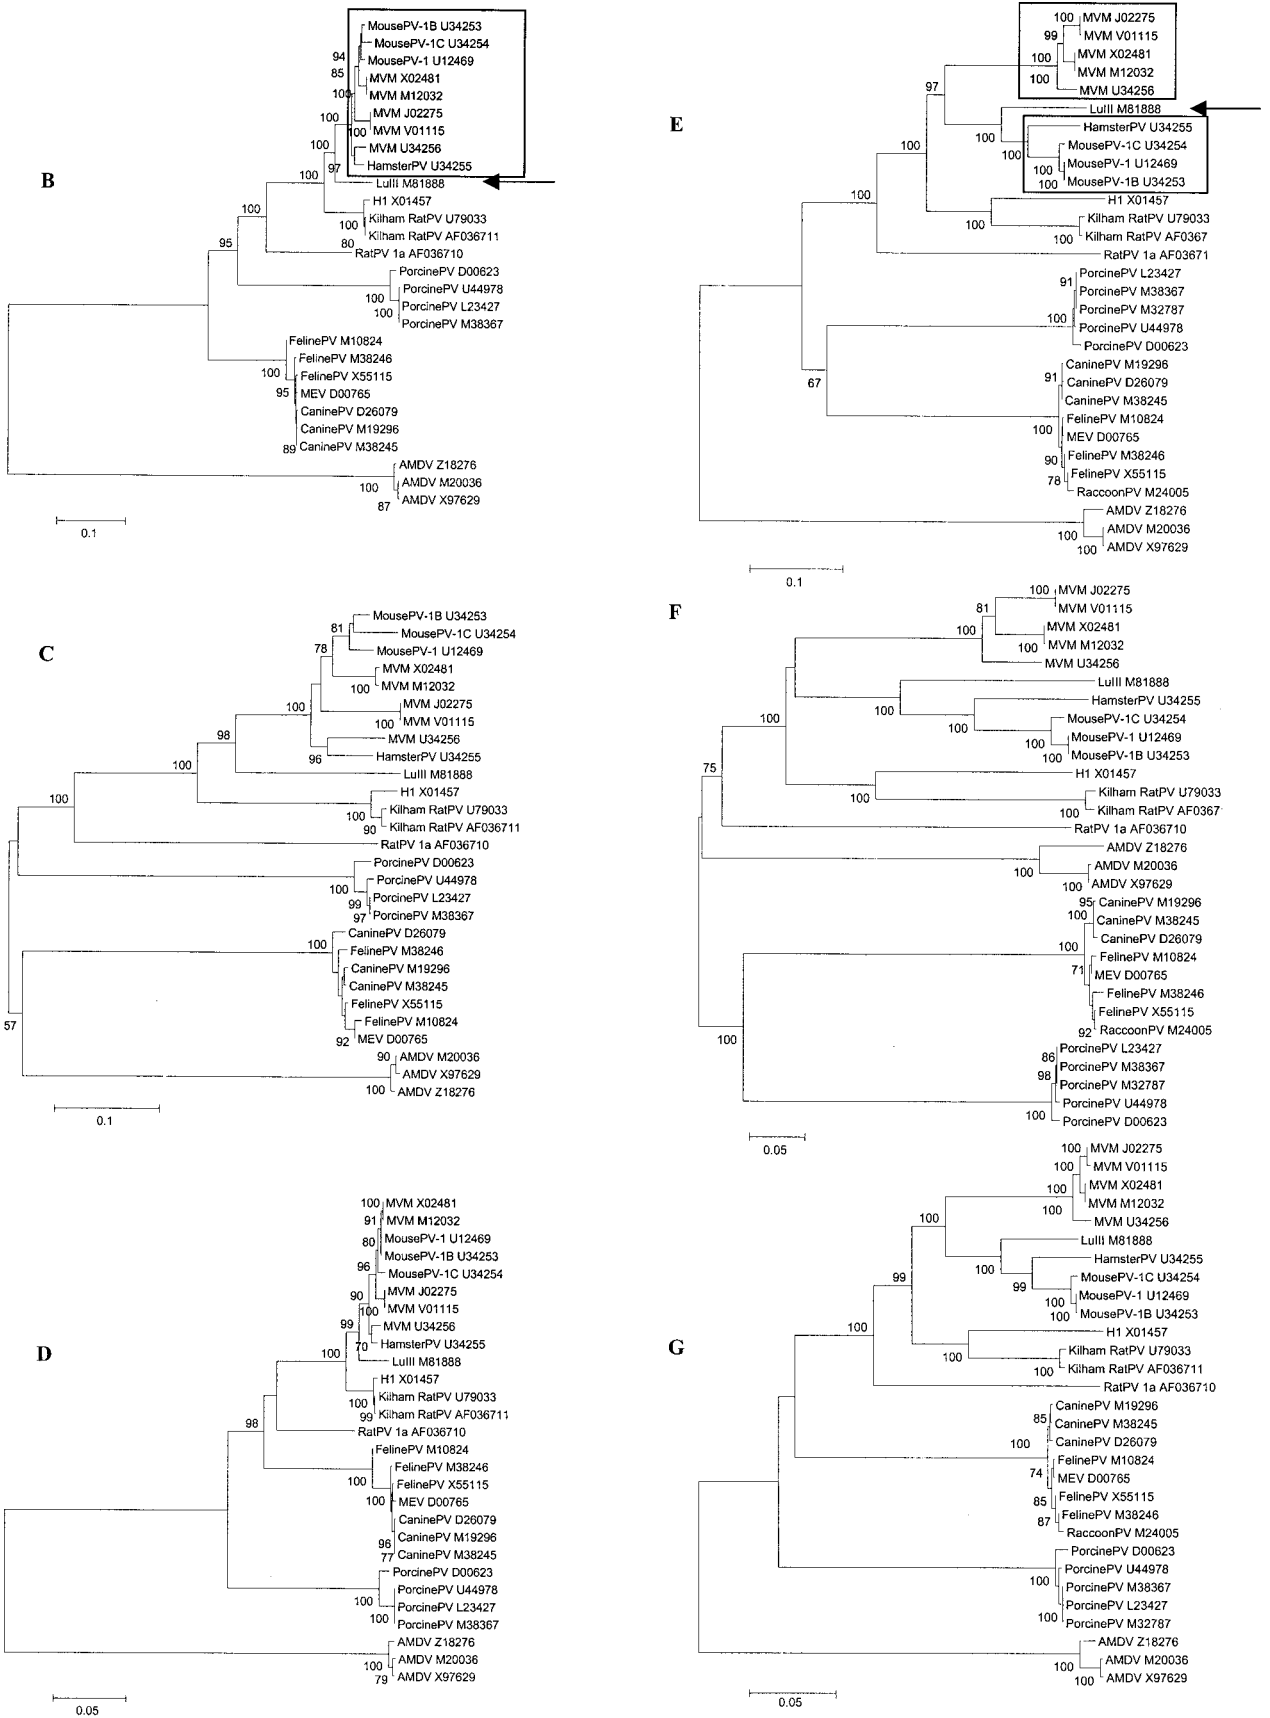 B
MousePV-1B U34253
MousePV-1C U34254
94
MousePV-1 U12469
85
MVM X02481
100
MVM M12032
MVM J02275
100
MVM V01115
100
MVM U34256
HamsterPV U34255
97
100
LuIII M81888
H1 X01457
100
Kilham RatPV U79033
100
Kilham RatPV AF036711
80
95
RatPV 1a AF036710
PorcinePV D00623
PorcinePV U44978
100
PorcinePV L23427
100
PorcinePV M38367
FelinePV M10824
FelinePV M38246
100
FelinePV X55115
95
MEV D00765
CaninePV D26079
CaninePV M19296
89
CaninePV M38245
AMDV Z18276
100
AMDV M20036
87
AMDV X97629
0.1
C
MousePV-1B U34253
81
MousePV-1C U34254
78
MousePV-1 U12469
MVM X02481
100
MVM M12032
MVM J02275
100
100
MVM V01115
98
MVM U34256
96
HamsterPV U34255
100
LuIII M81888
H1 X01457
100
100
Kilham RatPV U79033
90
Kilham RatPV AF036711
RatPV 1a AF036710
PorcinePV D00623
PorcinePV U44978
100
PorcinePV L23427
99
97
PorcinePV M38367
CaninePV D26079
100
FelinePV M38246
CaninePV M19296
CaninePV M38245
FelinePV X55115
57
FelinePV M10824
92
MEV D00765
90
AMDV M20036
AMDV X97629
100
AMDV Z18276
0.1
D
100
MVM X02481
91
MVM M12032
80
MousePV-1 U12469
MousePV-1B U34253
96
MousePV-1C U34254
90
MVM J02275
100
MVM V01115
99
MVM U34256
70
HamsterPV U34255
100
LuIII M81888
H1 X01457
100
Kilham RatPV U79033
99
Kilham RatPV AF036711
98
RatPV 1a AF036710
FelinePV M10824
FelinePV M38246
100
FelinePV X55115
100
MEV D00765
CaninePV D26079
96
CaninePV M19296
77
CaninePV M38245
PorcinePV D00623
PorcinePV U44978
100
PorcinePV L23427
100
PorcinePV M38367
AMDV Z18276
100
AMDV M20036
79
AMDV X97629
0.05
E
100
MVM J02275
99
MVM V01115
100
MVM X02481
100
MVM M12032
97
MVM U34256
LuIII M81888
100
HamsterPV U34255
100
100
MousePV-1C U34254
100
MousePV-1 U12469
100
MousePV-1B U34253
100
H1 X01457
100
Kilham RatPV U79033
100
Kilham RatPV AF0367
RatPV 1a AF03671
PorcinePV L23427
91
PorcinePV M38367
PorcinePV M32787
100
PorcinePV U44978
PorcinePV D00623
CaninePV M19296
67
91
CaninePV D26079
CaninePV M38245
FelinePV M10824
100
MEV D00765
90
FelinePV M38246
78
FelinePV X55115
RaccoonPV M24005
AMDV Z18276
100
AMDV M20036
100
AMDV X97629
0.1
F
100
MVM J02275
81
MVM V01115
100
MVM X02481
100
MVM M12032
MVM U34256
LuIII M81888
100
HamsterPV U34255
100
100
MousePV-1C U34254
100
MousePV-1 U12469
100
MousePV-1B U34253
75
H1 X01457
100
Kilham RatPV U79033
100
Kilham RatPV AF0367
RatPV 1a AF036710
AMDV Z18276
100
AMDV M20036
100
AMDV X97629
95
CaninePV M19296
100
CaninePV M38245
CaninePV D26079
100
FelinePV M10824
71
MEV D00765
FelinePV M38246
FelinePV X55115
92
RaccoonPV M24005
100
86
PorcinePV L23427
98
PorcinePV M38367
PorcinePV M32787
PorcinePV U44978
100
PorcinePV D00623
0.05
G
100
MVM J02275
100
MVM V01115
100
MVM X02481
100
MVM M12032
100
MVM U34256
LuIII M81888
100
HamsterPV U34255
99
99
MousePV-1C U34254
100
MousePV-1 U12469
100
MousePV-1B U34253
100
H1 X01457
100
Kilham RatPV U79033
100
Kilham RatPV AF036711
RatPV 1a AF036710
CaninePV M19296
85
CaninePV M38245
100
CaninePV D26079
FelinePV M10824
74
MEV D00765
85
FelinePV X55115
87
FelinePV M38246
RaccoonPV M24005
PorcinePV D00623
100
PorcinePV U44978
PorcinePV M38367
100
PorcinePV L23427
PorcinePV M32787
AMDV Z18276
100
AMDV M20036
100
AMDV X97629
0.05